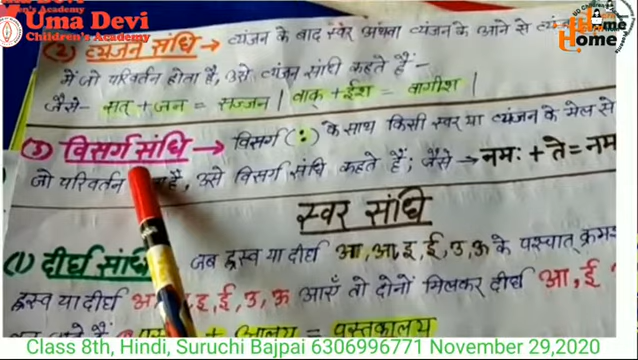 Uma Devi
Children's Academy
Home
(2) व्यंजन संधि → व्यंजन के बाद स्वर अथवा व्यंजन के आने से
में जो परिवर्तन होता है, उसे व्यंजन संधि कहते हैं-
जैसे- सत् + जन = सज्जन | वाक् + ईश = वागीश |
(3) विसर्ग संधि → विसर्ग (:) के साथ किसी स्वर या व्यंजन के मेल से
जो परिवर्तन है, उसे विसर्ग संधि कहते हैं; जैसे → नमः + ते = नम
स्वर संधि
(1) दीर्घ संधि जब ह्रस्व या दीर्घ आ, आ, इ, ई, उ, ऊ के पश्चात् क्रमश
ह्रस्व या दीर्घ इ, ई, उ, ऊ आएँ तो दोनों मिलकर दीर्घ आ, ई
+ आलय = पुस्तकालय
Class 8th, Hindi, Suruchi Bajpai 6306996771 November 29,2020